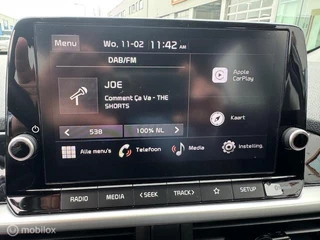 Menu
Wo, 11-02
11:42 AM
DAB/FM
JOE
Comment Ça Va - THE
SHORTS
538
100% NL
Apple
CarPlay
Kaart
Alle menu's
Telefoon
Media
Instelling.
RADIO
MEDIA
< SEEK
TRACK >
SETUP
© Marktplaats